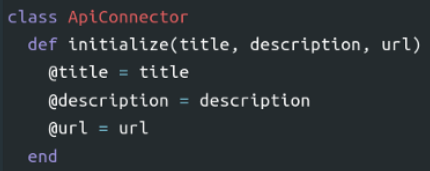 class ApiConnector
  def initialize(title, description, url)
    @title = title
    @description = description
    @url = url
  end